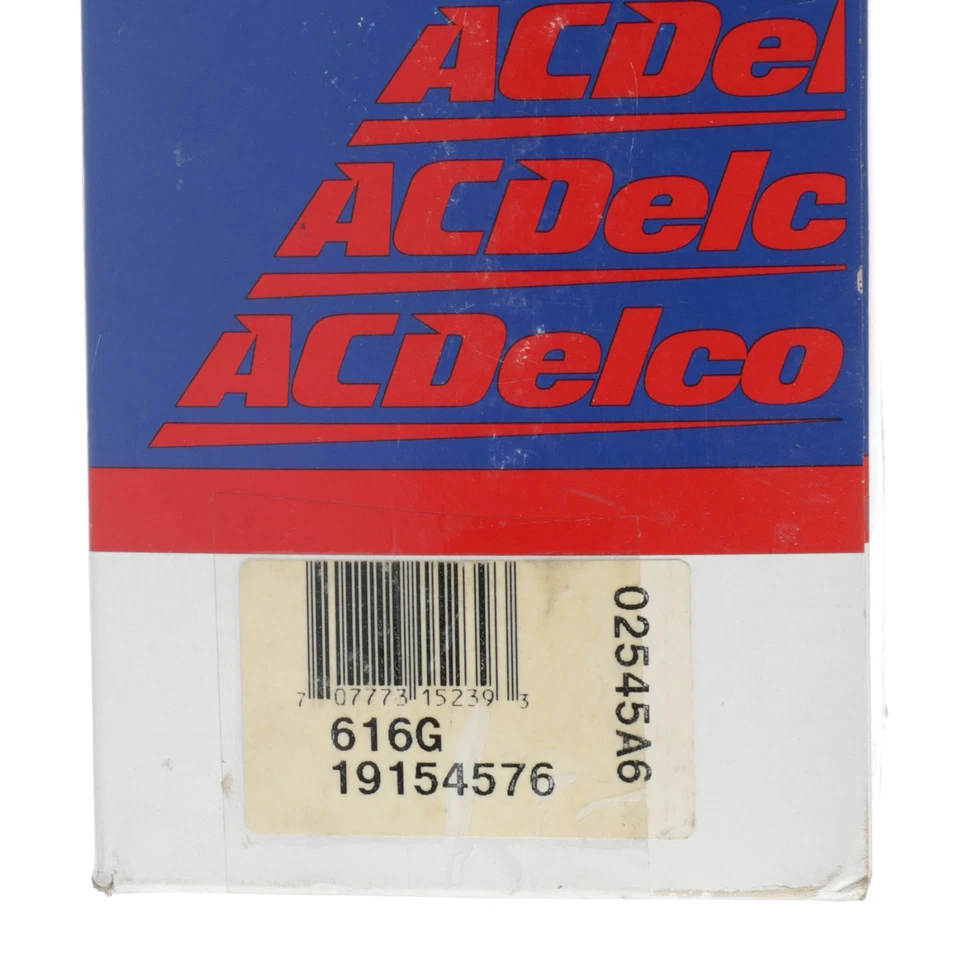 ACDel
ACDelc
ACDelco
7 07773 15239 3
616G
19154576
02545A6